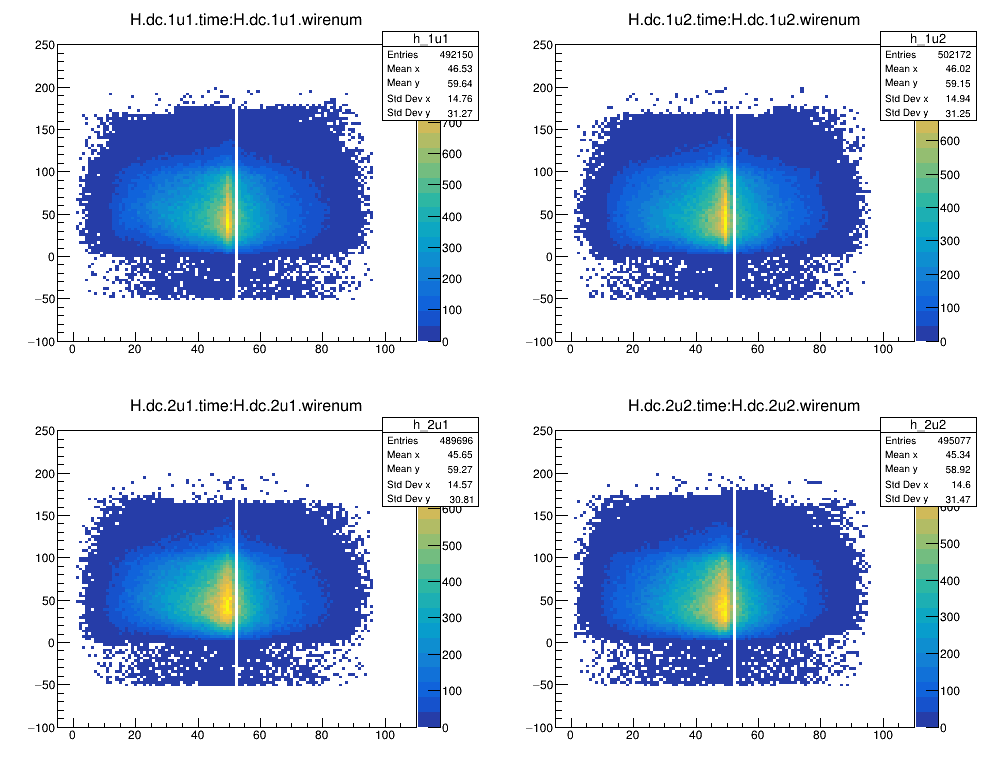 H.dc.1u1.time:H.dc.1u1.wirenum
h_1u1
Entries 492150
Mean x 46.53
Mean y 59.64
Std Dev x 14.76
Std Dev y 31.27
250
200
150
100
50
0
−50
−100
0 20 40 60 80 100
700
600
500
400
300
200
100
0
H.dc.1u2.time:H.dc.1u2.wirenum
h_1u2
Entries 502172
Mean x 46.02
Mean y 59.15
Std Dev x 14.94
Std Dev y 31.25
250
200
150
100
50
0
−50
−100
0 20 40 60 80 100
600
500
400
300
200
100
0
H.dc.2u1.time:H.dc.2u1.wirenum
h_2u1
Entries 489696
Mean x 45.65
Mean y 59.27
Std Dev x 14.57
Std Dev y 30.81
250
200
150
100
50
0
−50
−100
0 20 40 60 80 100
600
500
400
300
200
100
0
H.dc.2u2.time:H.dc.2u2.wirenum
h_2u2
Entries 495077
Mean x 45.34
Mean y 58.92
Std Dev x 14.6
Std Dev y 31.47
250
200
150
100
50
0
−50
−100
0 20 40 60 80 100
600
500
400
300
200
100
0